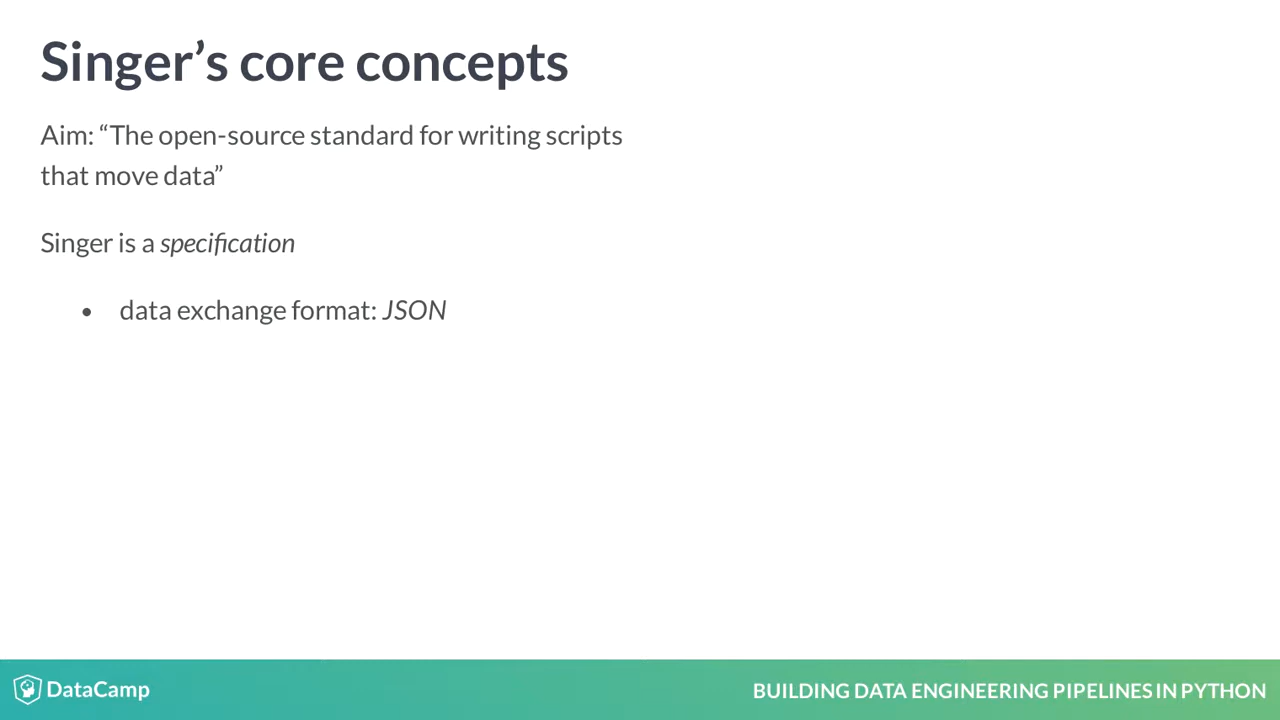 Singer’s core concepts
Aim: “The open-source standard for writing scripts
that move data”
Singer is a specification
• data exchange format: JSON
DataCamp
BUILDING DATA ENGINEERING PIPELINES IN PYTHON